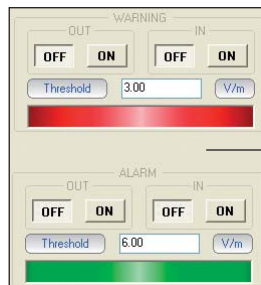 WARNING
OUT IN
OFF ON OFF ON
Threshold 3.00 V/m
ALARM
OUT IN
OFF ON OFF ON
Threshold 6.00 V/m